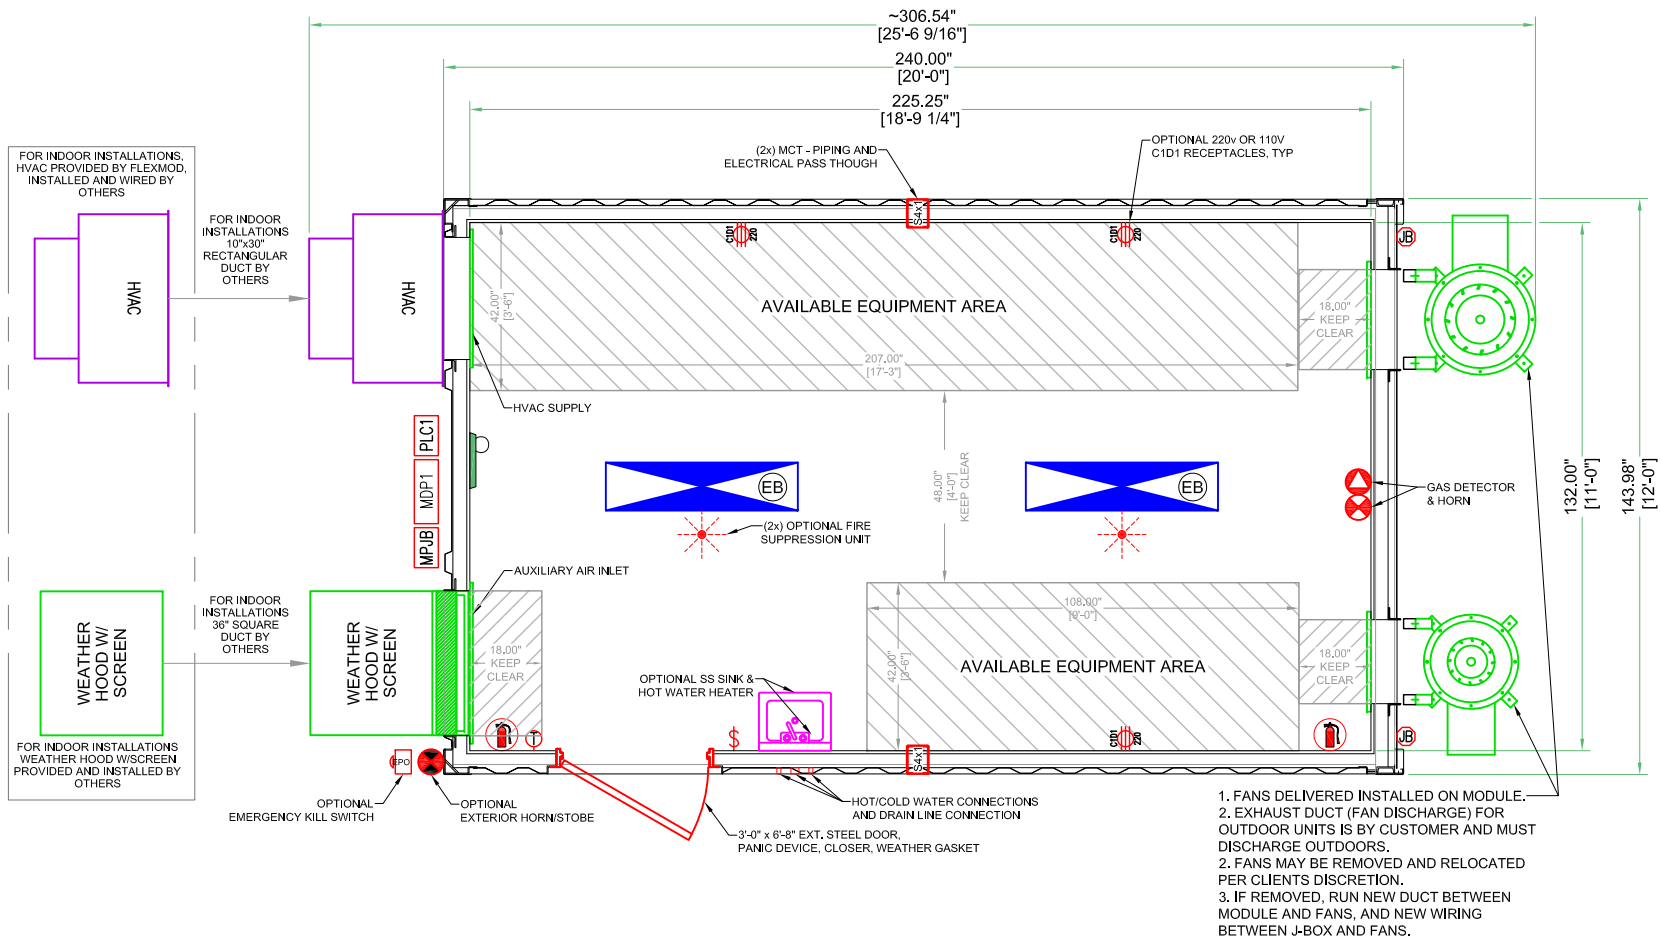 ~306.54"
[25'-6 9/16"]
240.00"
[20'-0"]
225.25"
[18'-9 1/4"]
FOR INDOOR INSTALLATIONS,
HVAC PROVIDED BY FLEXMOD,
INSTALLED AND WIRED BY
OTHERS
(2x) MCT - PIPING AND
ELECTRICAL PASS THOUGH
OPTIONAL 220v OR 110V
C1D1 RECEPTACLES, TYP
FOR INDOOR
INSTALLATIONS
10"x30"
RECTANGULAR
DUCT BY
OTHERS
HVAC
HVAC
S4x1
C1D1
220
C1D1
220
JB
42.00"
[3'-6"]
AVAILABLE EQUIPMENT AREA
18.00"
KEEP
CLEAR
207.00"
[17'-3"]
HVAC SUPPLY
PLC1
MDP1
MPJB
EB
EB
48.00"
[4'-0"]
KEEP CLEAR
GAS DETECTOR
& HORN
132.00"
[11'-0"]
143.98"
[12'-0"]
(2x) OPTIONAL FIRE
SUPPRESSION UNIT
AUXILIARY AIR INLET
FOR INDOOR
INSTALLATIONS
36" SQUARE
DUCT BY
OTHERS
WEATHER
HOOD W/
SCREEN
WEATHER
HOOD W/
SCREEN
18.00"
KEEP
CLEAR
108.00"
[9'-0"]
42.00"
[3'-6"]
AVAILABLE EQUIPMENT AREA
18.00"
KEEP
CLEAR
OPTIONAL SS SINK &
HOT WATER HEATER
T
$
C1D1
220
JB
S4x1
FOR INDOOR INSTALLATIONS
WEATHER HOOD W/SCREEN
PROVIDED AND INSTALLED BY
OTHERS
EPO
OPTIONAL
EMERGENCY KILL SWITCH
OPTIONAL
EXTERIOR HORN/STOBE
HOT/COLD WATER CONNECTIONS
AND DRAIN LINE CONNECTION
3'-0" x 6'-8" EXT. STEEL DOOR,
PANIC DEVICE, CLOSER, WEATHER GASKET
1. FANS DELIVERED INSTALLED ON MODULE.
2. EXHAUST DUCT (FAN DISCHARGE) FOR
OUTDOOR UNITS IS BY CUSTOMER AND MUST
DISCHARGE OUTDOORS.
2. FANS MAY BE REMOVED AND RELOCATED
PER CLIENTS DISCRETION.
3. IF REMOVED, RUN NEW DUCT BETWEEN
MODULE AND FANS, AND NEW WIRING
BETWEEN J-BOX AND FANS.